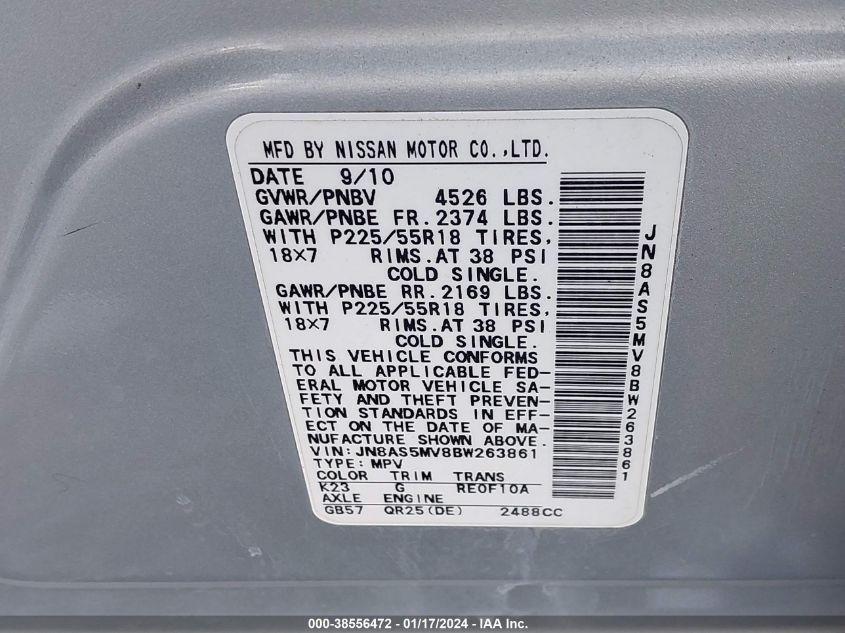 MFD BY NISSAN MOTOR CO.,LTD.
DATE 9/10
GVWR/PNBV 4526 LBS.
GAWR/PNBE FR.2374 LBS.
WITH P225/55R18 TIRES,
18X7 RIMS.AT 38 PSI
COLD SINGLE.
GAWR/PNBE RR.2169 LBS.
WITH P225/55R18 TIRES,
18X7 RIMS.AT 38 PSI
COLD SINGLE.
THIS VEHICLE CONFORMS
TO ALL APPLICABLE FED-
ERAL MOTOR VEHICLE SA-
FETY AND THEFT PREVEN-
TION STANDARDS IN EFF-
ECT ON THE DATE OF MA-
NUFACTURE SHOWN ABOVE.
VIN:JN8AS5MV8BW263861
TYPE:MPV
COLOR TRIM TRANS
K23 G RE0F10A
AXLE ENGINE
GB57 QR25(DE) 2488CC
JN8AS5MV8BW263861
000-38556472 - 01/17/2024 - IAA Inc.